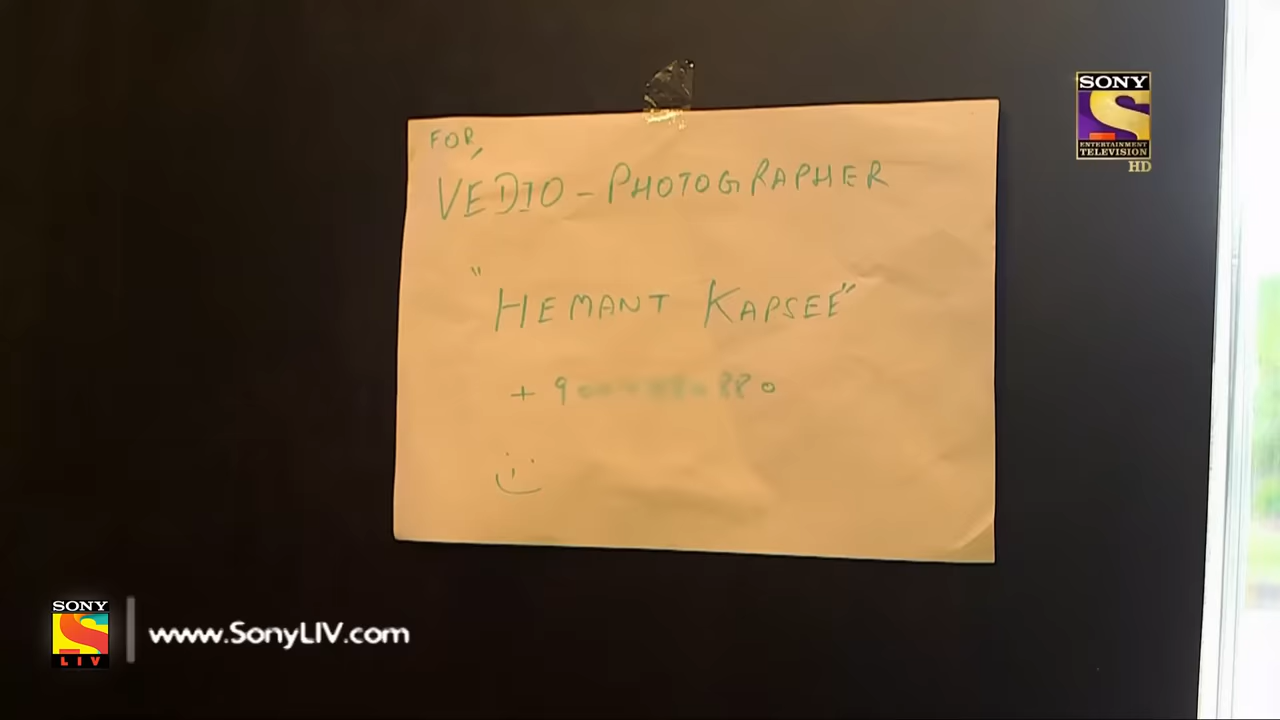 FOR,
VEDIO - PHOTOGRAPHER
"HEMANT KAPSEE"
SONY
ENTERTAINMENT
TELEVISION
HD
SONY
LIV
www.SonyLIV.com